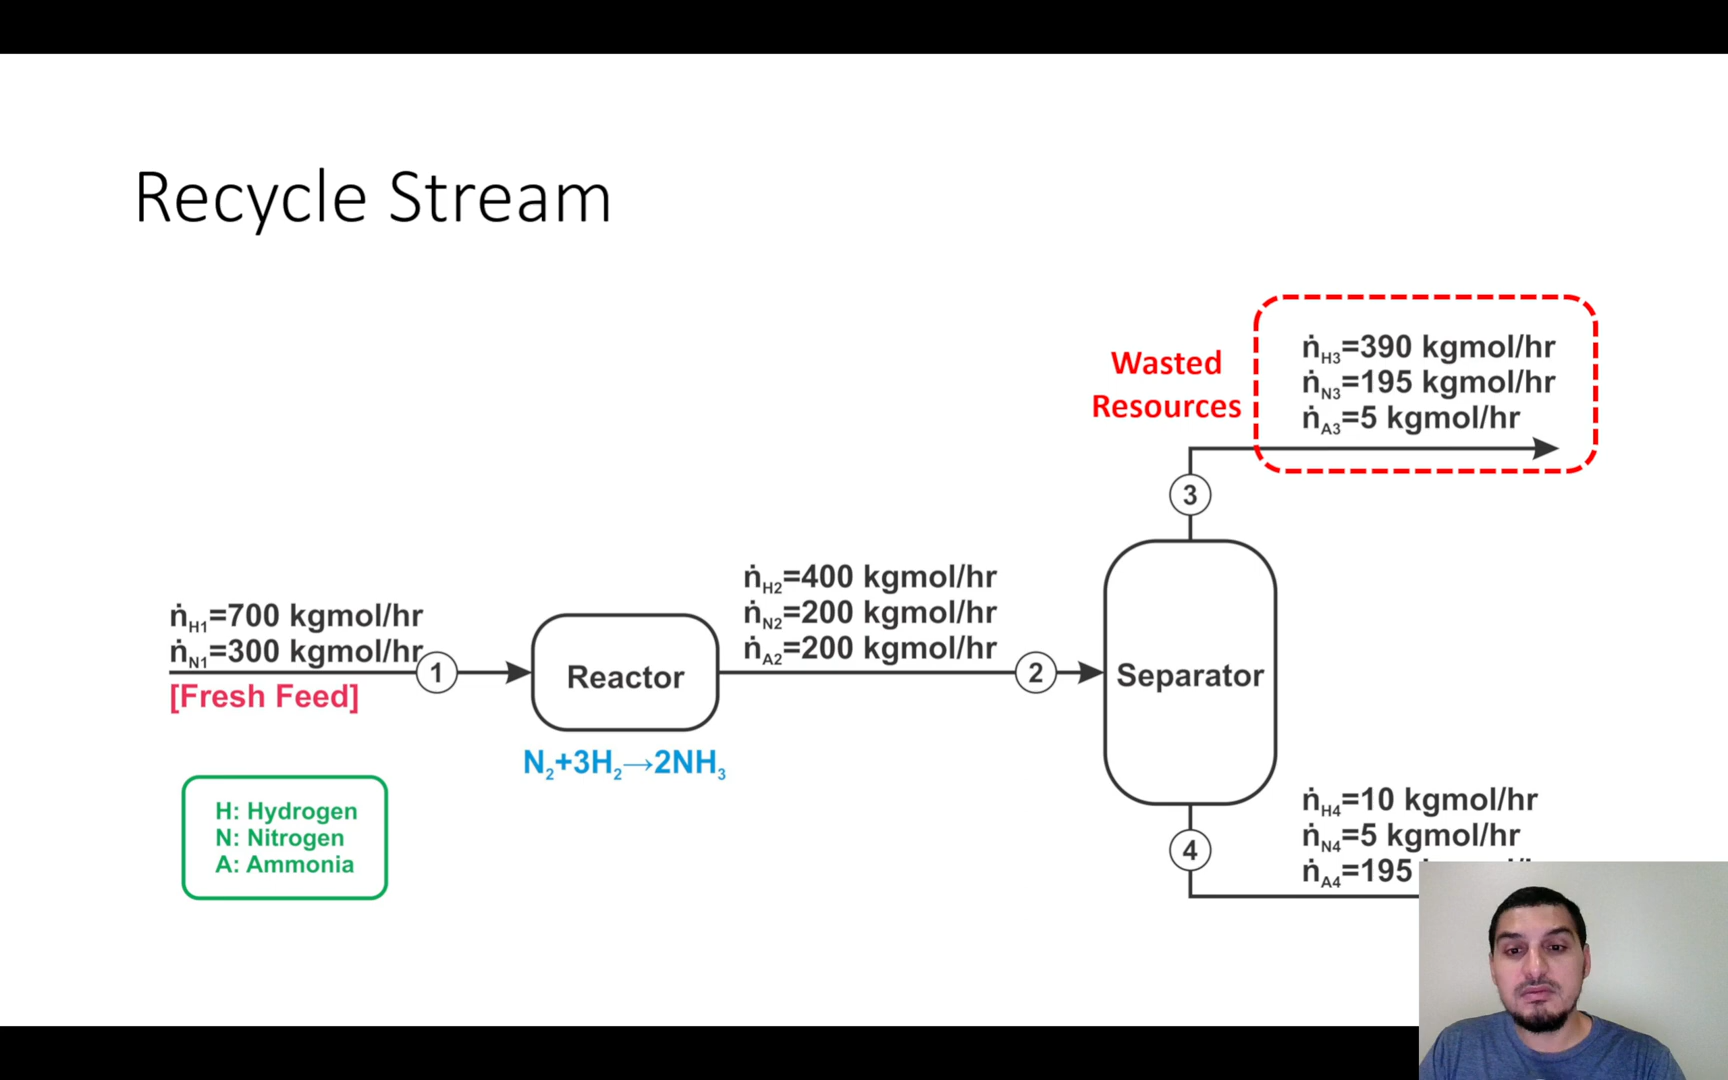 Recycle Stream
Wasted
Resources
ṅH3=390 kgmol/hr
ṅN3=195 kgmol/hr
ṅA3=5 kgmol/hr
3
ṅH1=700 kgmol/hr
ṅN1=300 kgmol/hr
[Fresh Feed]
1
Reactor
N₂+3H₂→2NH₃
ṅH2=400 kgmol/hr
ṅN2=200 kgmol/hr
ṅA2=200 kgmol/hr
2
Separator
H: Hydrogen
N: Nitrogen
A: Ammonia
4
ṅH4=10 kgmol/hr
ṅN4=5 kgmol/hr
ṅA4=195